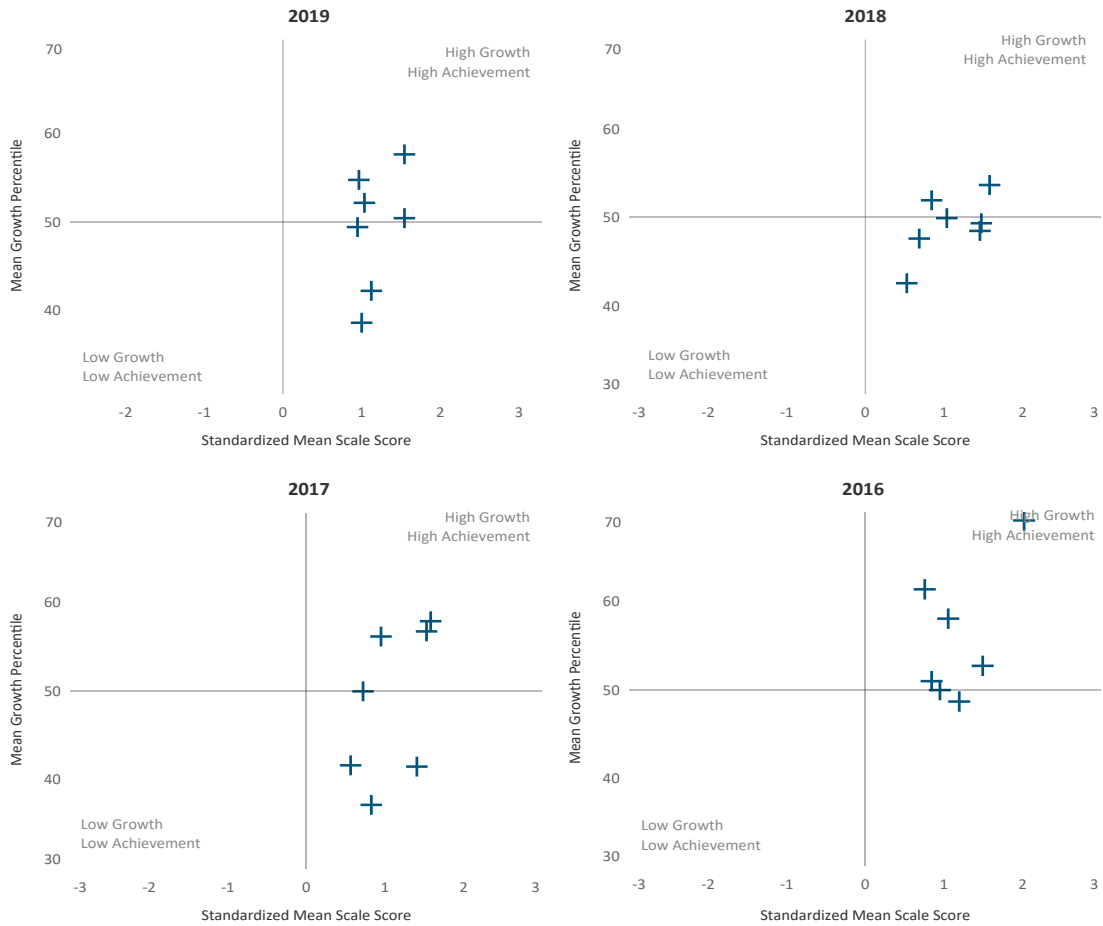 2019
70
High Growth
High Achievement
60
Mean Growth Percentile
50
40
Low Growth
Low Achievement
-2 -1 0 1 2 3
Standardized Mean Scale Score
2018
70
High Growth
High Achievement
60
Mean Growth Percentile
50
40
Low Growth
Low Achievement
30
-3 -2 -1 0 1 2 3
Standardized Mean Scale Score
2017
70
High Growth
High Achievement
60
Mean Growth Percentile
50
40
Low Growth
Low Achievement
30
-3 -2 -1 0 1 2 3
Standardized Mean Scale Score
2016
70
High Growth
High Achievement
60
Mean Growth Percentile
50
40
Low Growth
Low Achievement
30
-3 -2 -1 0 1 2 3
Standardized Mean Scale Score